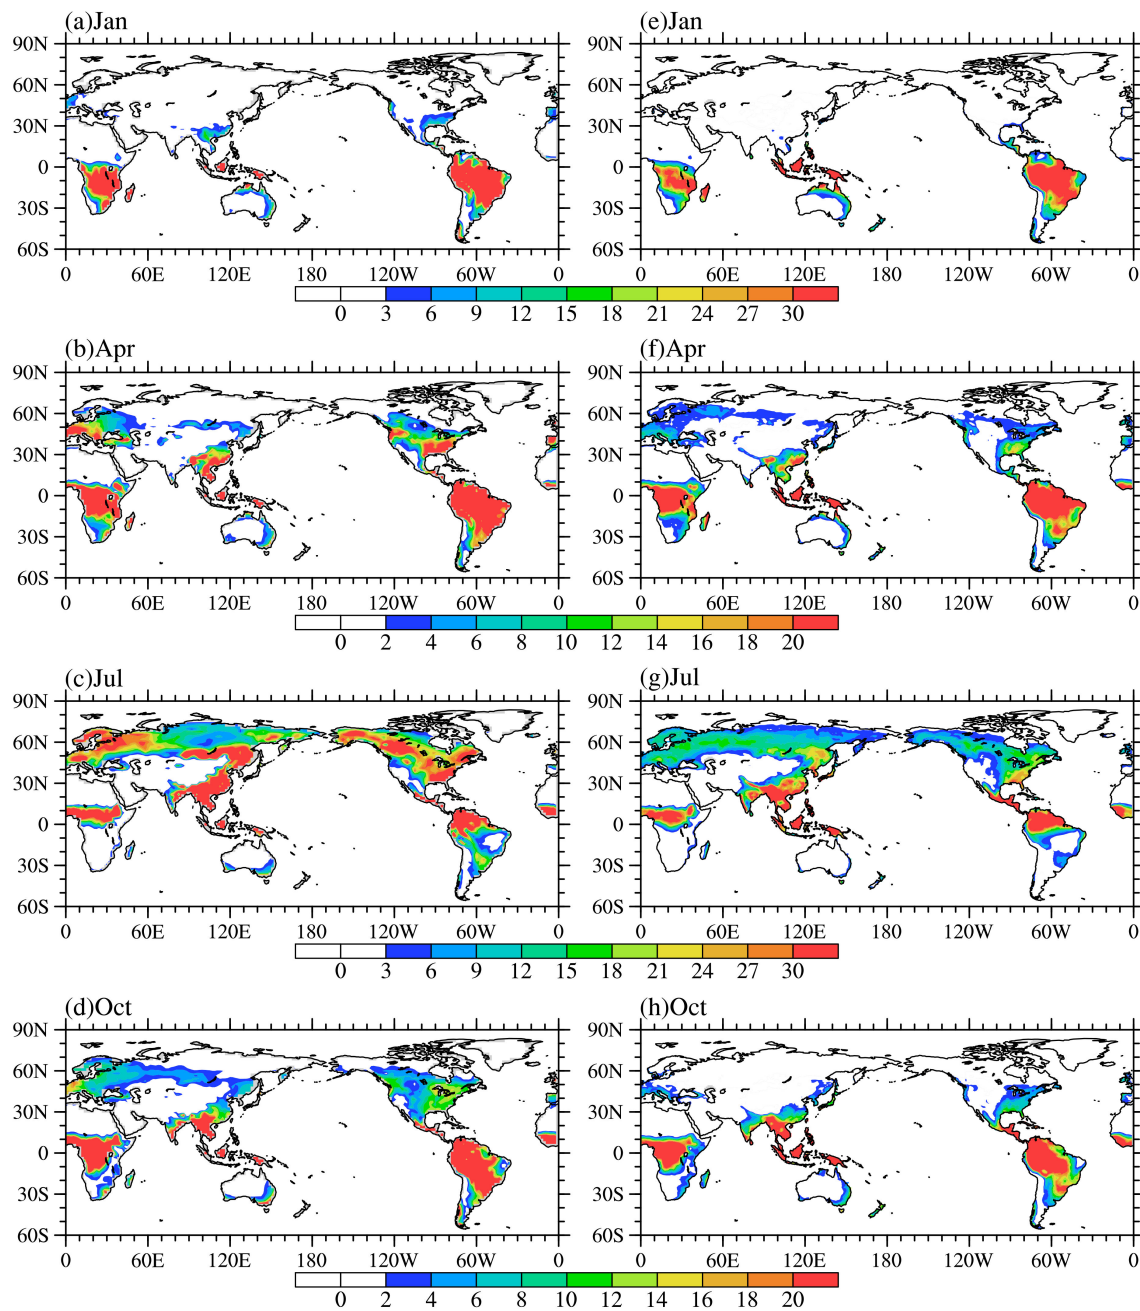 (a)Jan (e)Jan
90N 90N
60N 60N
30N 30N
0 0
30S 30S
60S 60S
0 60E 120E 180 120W 60W 0 0 60E 120E 180 120W 60W 0
0 3 6 9 12 15 18 21 24 27 30
(b)Apr (f)Apr
90N 90N
60N 60N
30N 30N
0 0
30S 30S
60S 60S
0 60E 120E 180 120W 60W 0 0 60E 120E 180 120W 60W 0
0 2 4 6 8 10 12 14 16 18 20
(c)Jul (g)Jul
90N 90N
60N 60N
30N 30N
0 0
30S 30S
60S 60S
0 60E 120E 180 120W 60W 0 0 60E 120E 180 120W 60W 0
0 3 6 9 12 15 18 21 24 27 30
(d)Oct (h)Oct
90N 90N
60N 60N
30N 30N
0 0
30S 30S
60S 60S
0 60E 120E 180 120W 60W 0 0 60E 120E 180 120W 60W 0
0 2 4 6 8 10 12 14 16 18 20